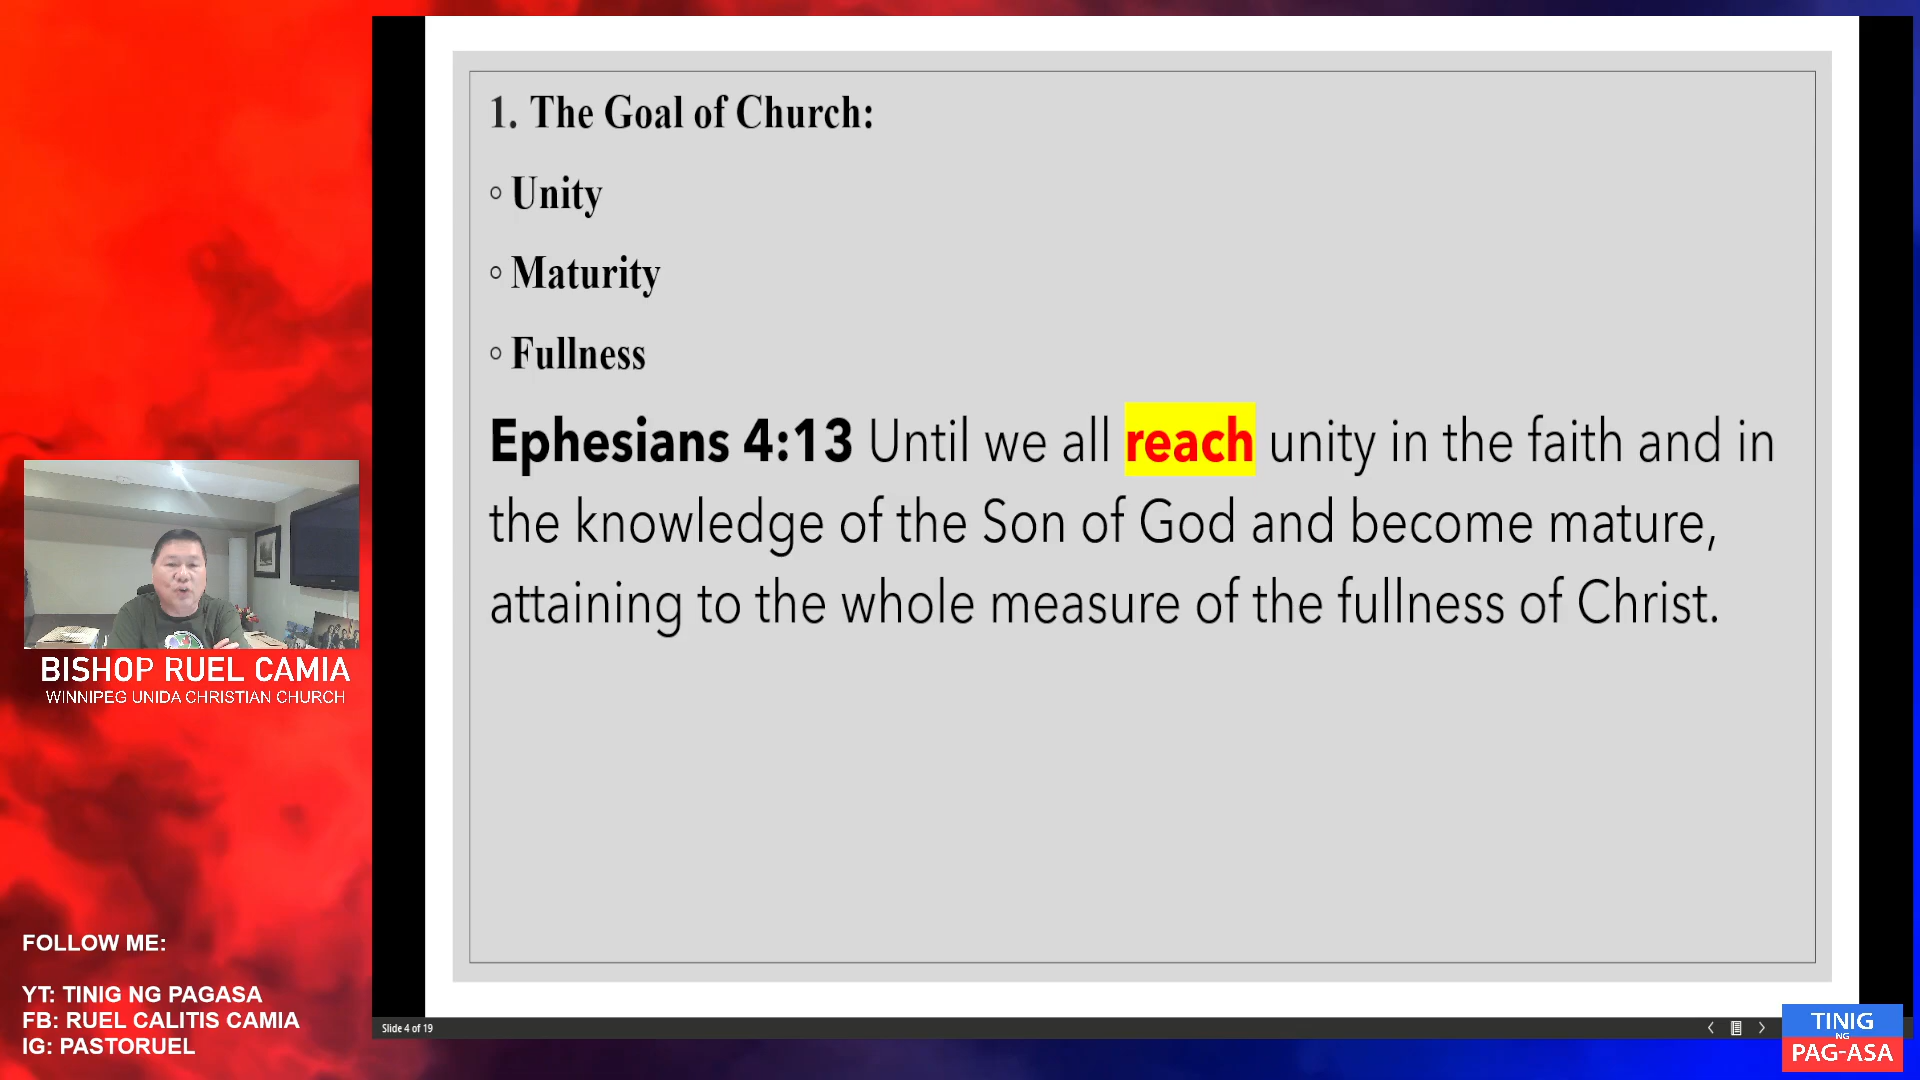 1. The Goal of Church:
◦ Unity
◦ Maturity
◦ Fullness
Ephesians 4:13 Until we all reach unity in the faith and in
the knowledge of the Son of God and become mature,
attaining to the whole measure of the fullness of Christ.
BISHOP RUEL CAMIA
WINNIPEG UNIDA CHRISTIAN CHURCH
FOLLOW ME:
YT: TINIG NG PAGASA
FB: RUEL CALITIS CAMIA
IG: PASTORUEL
Slide 4 of 19
TINIG
NG
PAG-ASA